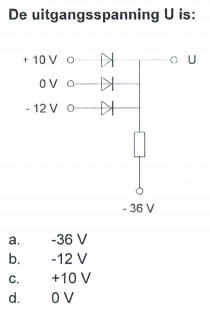 De uitgangsspanning U is:
+ 10 V
U
0 V
- 12 V
- 36 V
a. -36 V
b. -12 V
c. +10 V
d. 0 V